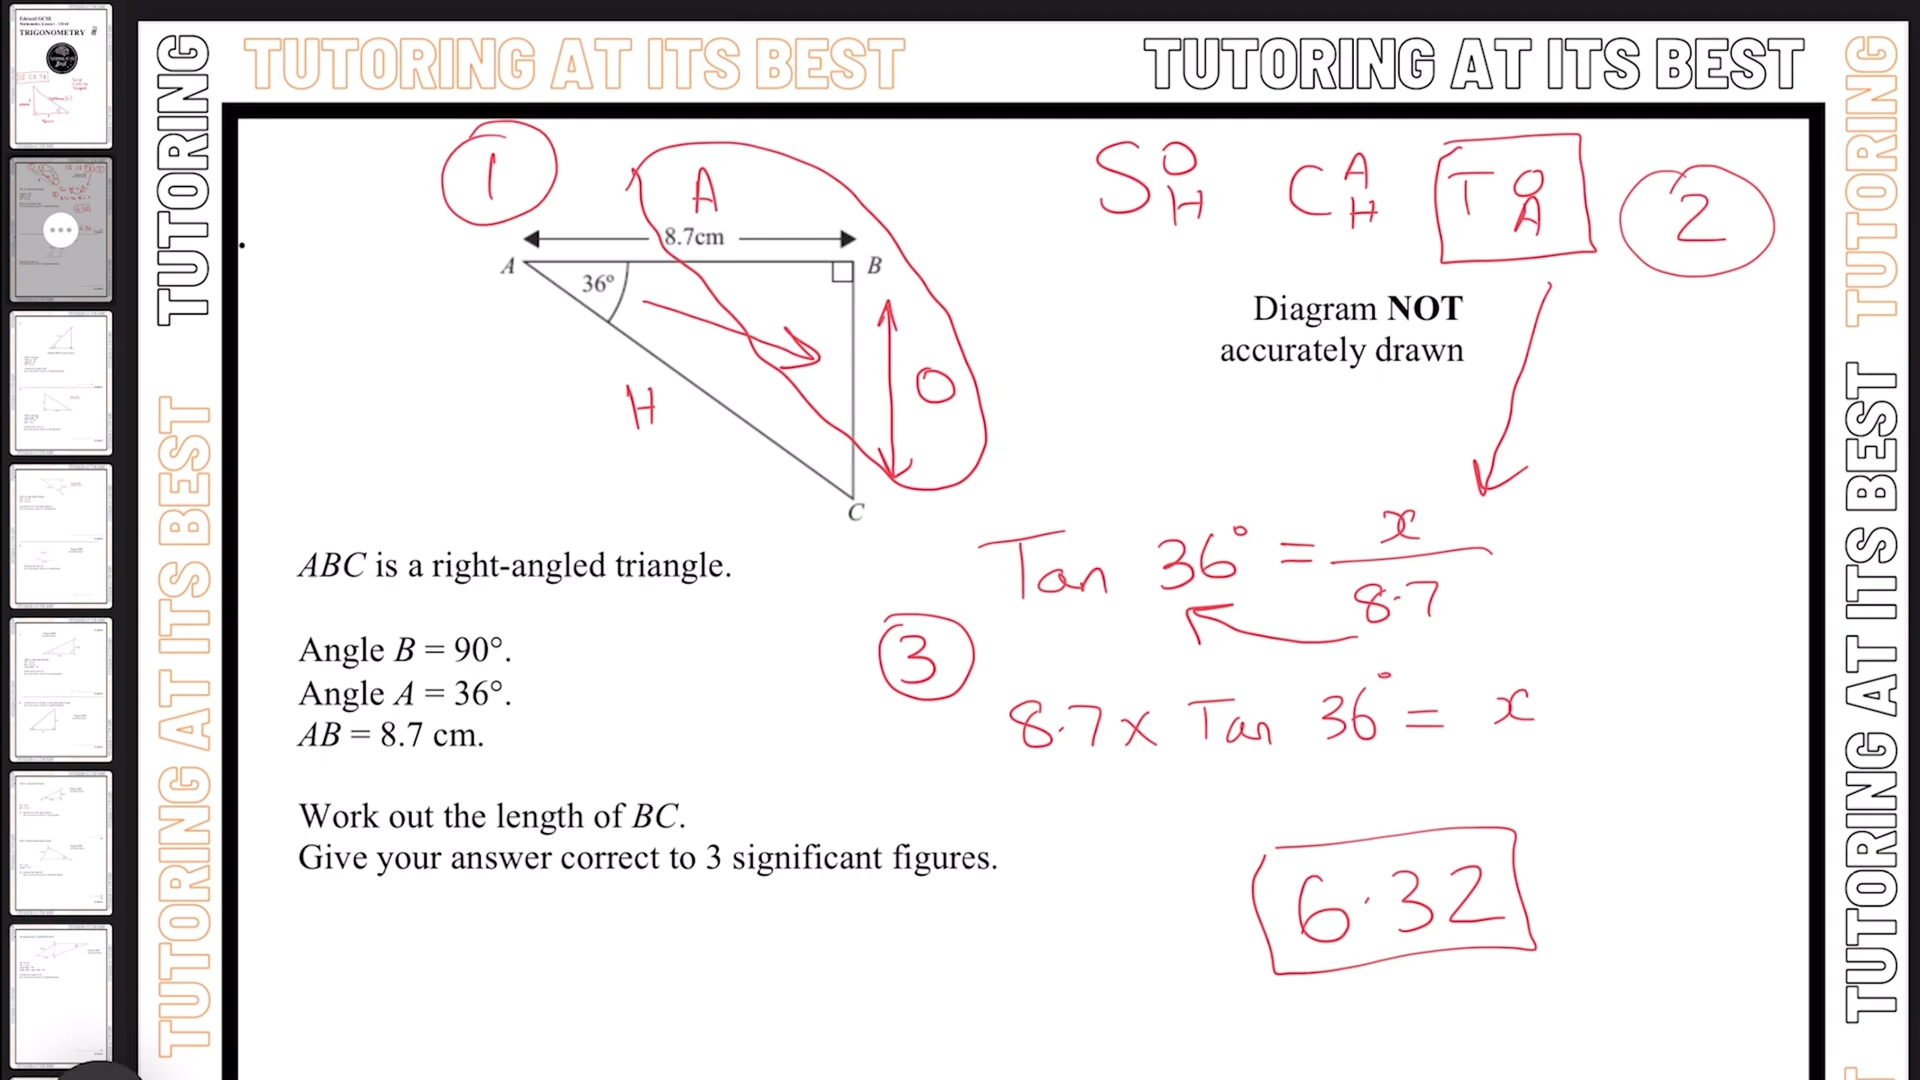 Edexcel GCSE
TRIGONOMETRY
TUTORING AT ITS BEST
TUTORING AT ITS BEST
TUTORING
TUTORING AT ITS BEST
TUTORING
TUTORING AT ITS BEST
1
A
S O H
C A H
T O A
2
8.7cm
A
36°
B
O
H
C
Diagram NOT
accurately drawn
Tan 36° = x / 8.7
ABC is a right-angled triangle.
Angle B = 90°.
Angle A = 36°.
AB = 8.7 cm.
3
8.7 x Tan 36° = x
Work out the length of BC.
Give your answer correct to 3 significant figures.
6.32